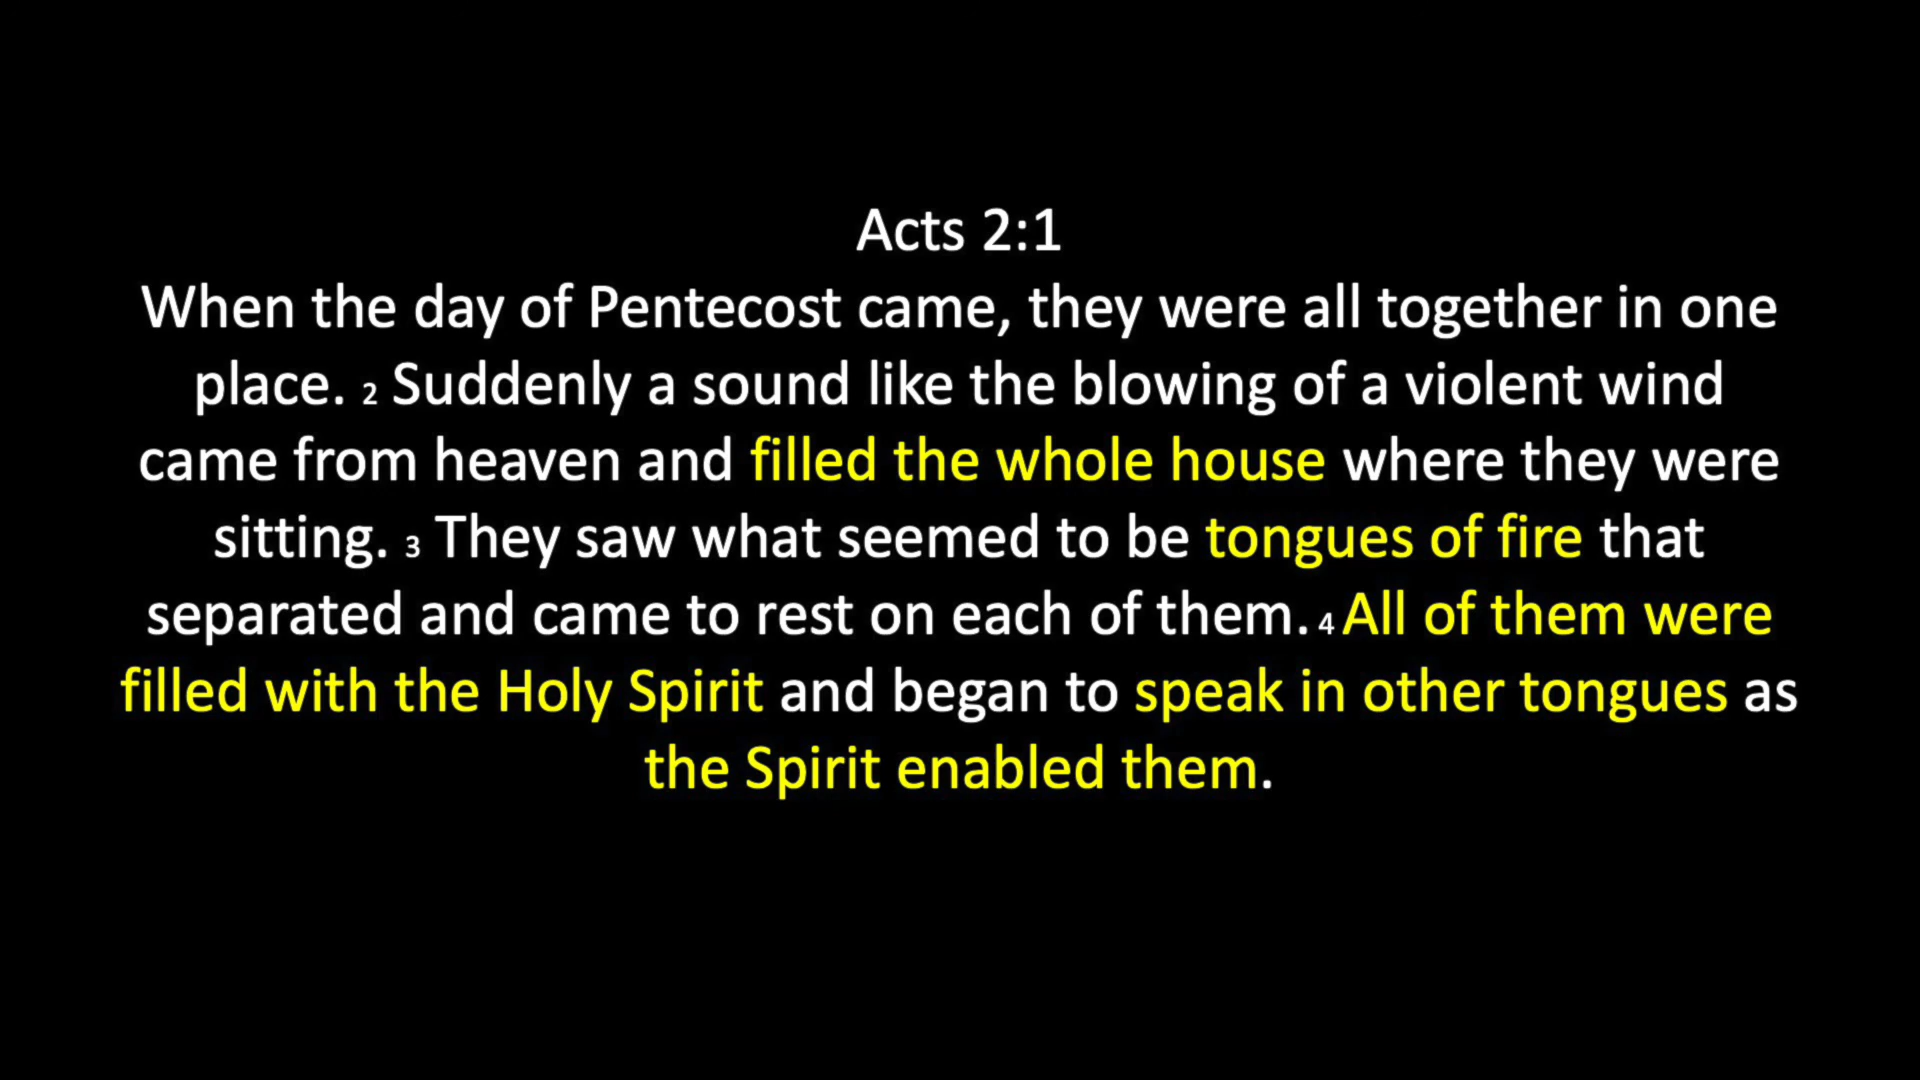 Acts 2:1
When the day of Pentecost came, they were all together in one
place. 2 Suddenly a sound like the blowing of a violent wind
came from heaven and filled the whole house where they were
sitting. 3 They saw what seemed to be tongues of fire that
separated and came to rest on each of them. 4 All of them were
filled with the Holy Spirit and began to speak in other tongues as
the Spirit enabled them.